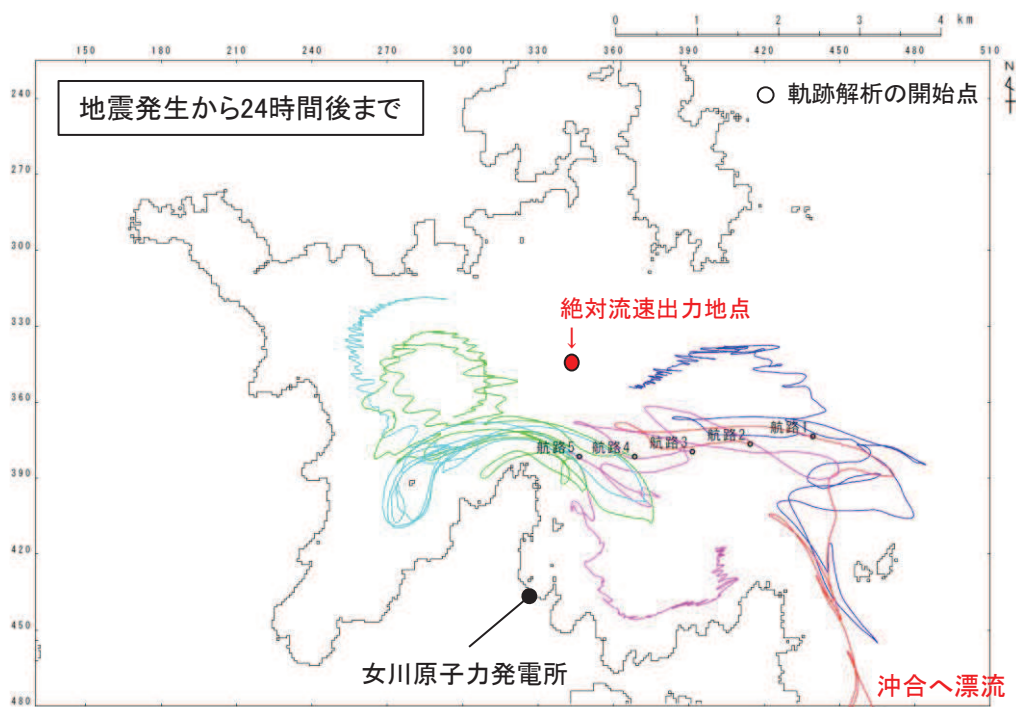 0 1 2 3 4 km
150 180 210 240 270 300 330 360 390 420 450 480 510
N
地震発生から24時間後まで
○ 軌跡解析の開始点
240
270
300
330
360
390
420
450
480
絶対流速出力地点
↓
航路5 航路4 航路3 航路2 航路1
女川原子力発電所
沖合へ漂流